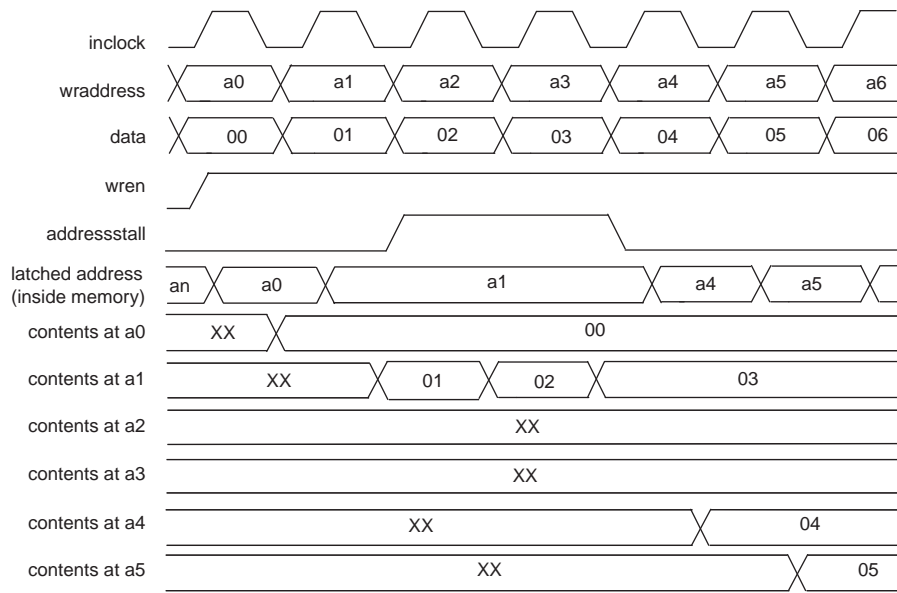 inclock
wraddress a0 a1 a2 a3 a4 a5 a6
data 00 01 02 03 04 05 06
wren
addressstall
latched address
(inside memory) an a0 a1 a4 a5
contents at a0 XX 00
contents at a1 XX 01 02 03
contents at a2 XX
contents at a3 XX
contents at a4 XX 04
contents at a5 XX 05